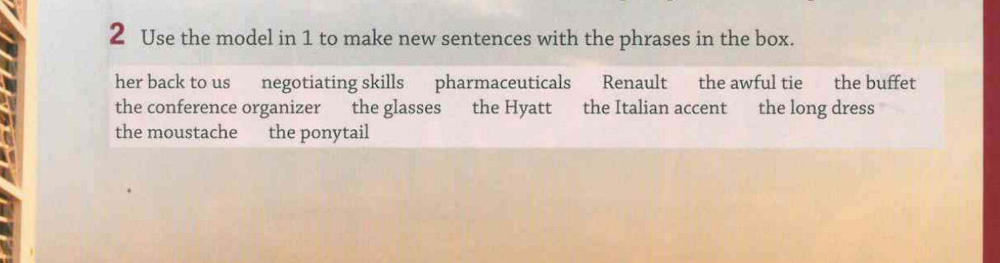 2 Use the model in 1 to make new sentences with the phrases in the box.
her back to us negotiating skills pharmaceuticals Renault the awful tie the buffet
the conference organizer the glasses the Hyatt the Italian accent the long dress
the moustache the ponytail